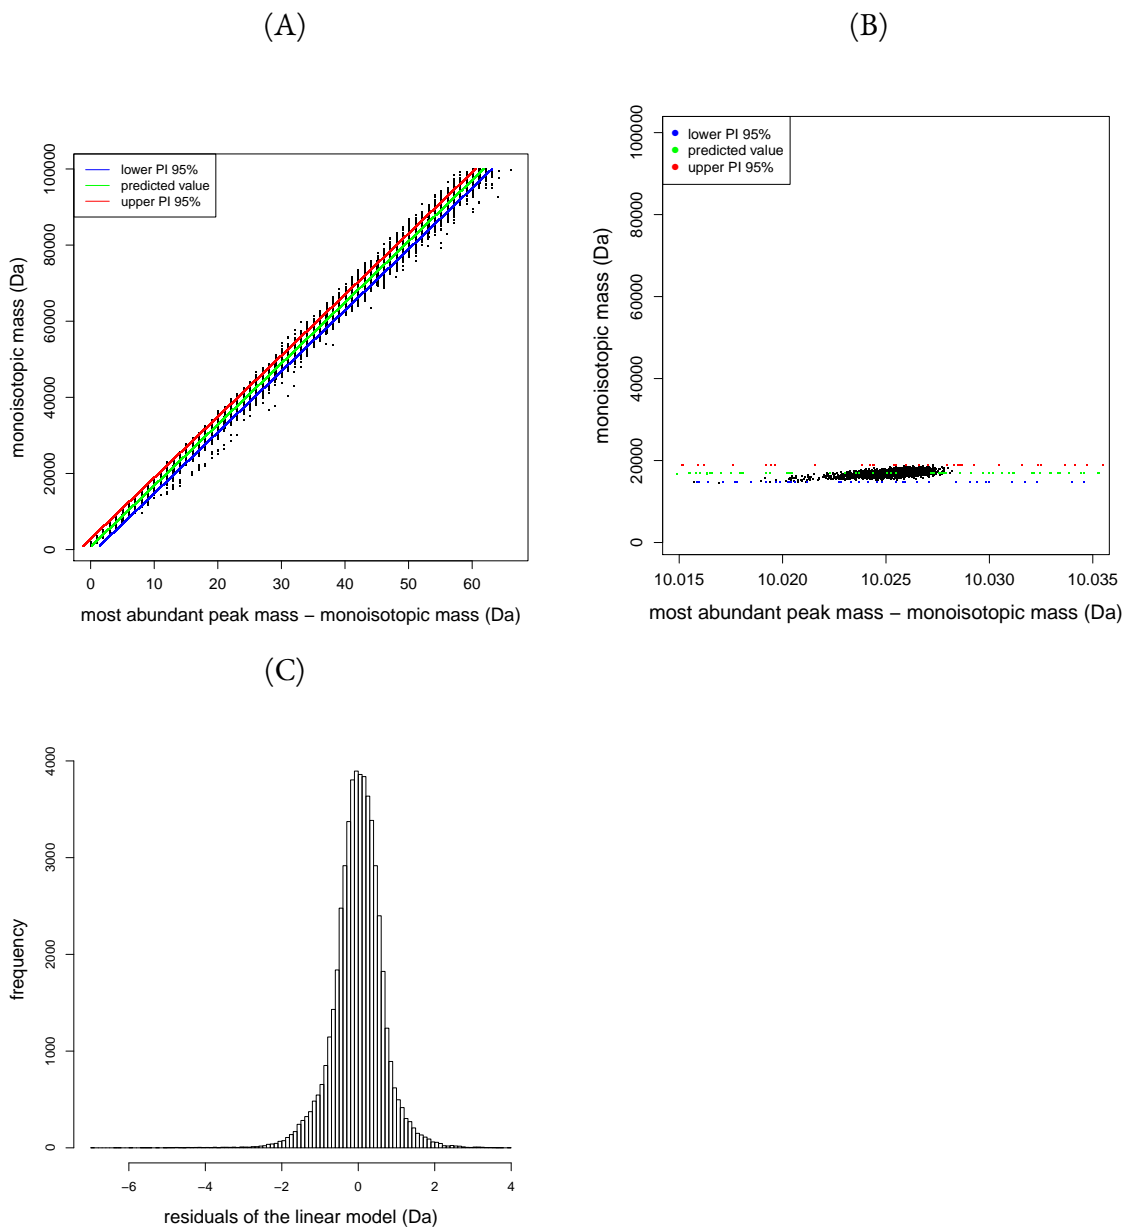 (A)
lower PI 95%
predicted value
upper PI 95%
monoisotopic mass (Da)
0 20000 40000 60000 80000 100000
0 10 20 30 40 50 60
most abundant peak mass − monoisotopic mass (Da)
(B)
lower PI 95%
predicted value
upper PI 95%
monoisotopic mass (Da)
0 20000 40000 60000 80000 100000
10.015 10.020 10.025 10.030 10.035
most abundant peak mass − monoisotopic mass (Da)
(C)
frequency
0 1000 2000 3000 4000
−6 −4 −2 0 2 4
residuals of the linear model (Da)